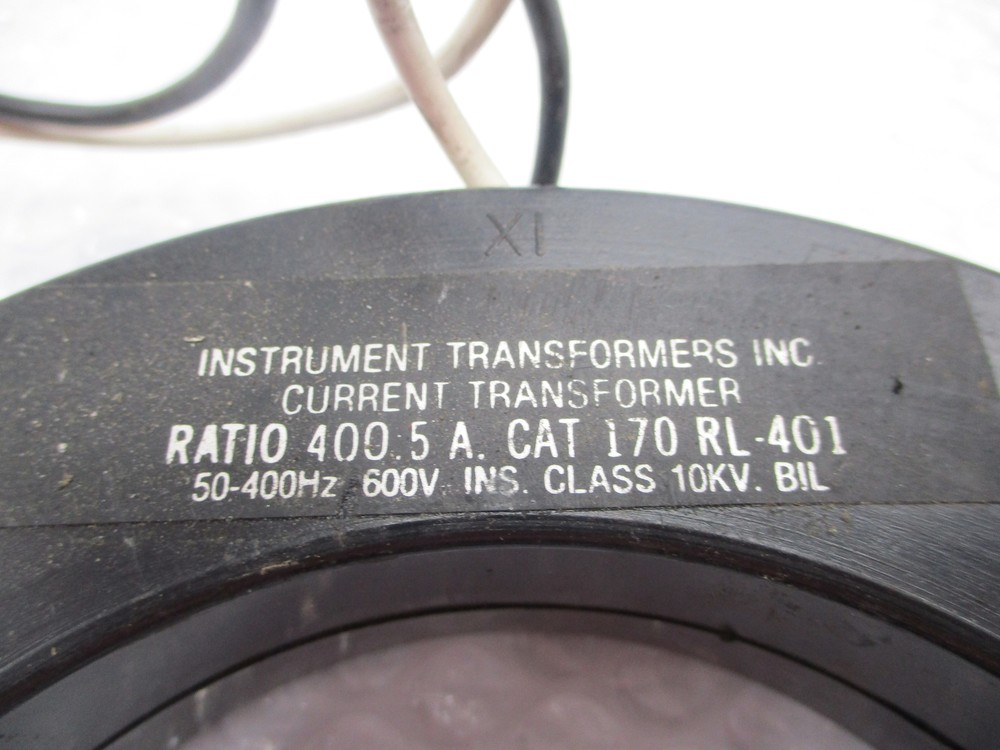 X1
INSTRUMENT TRANSFORMERS INC
CURRENT TRANSFORMER
RATIO 400:5 A. CAT 170 RL-401
50-400Hz 600V. INS. CLASS 10KV. BIL